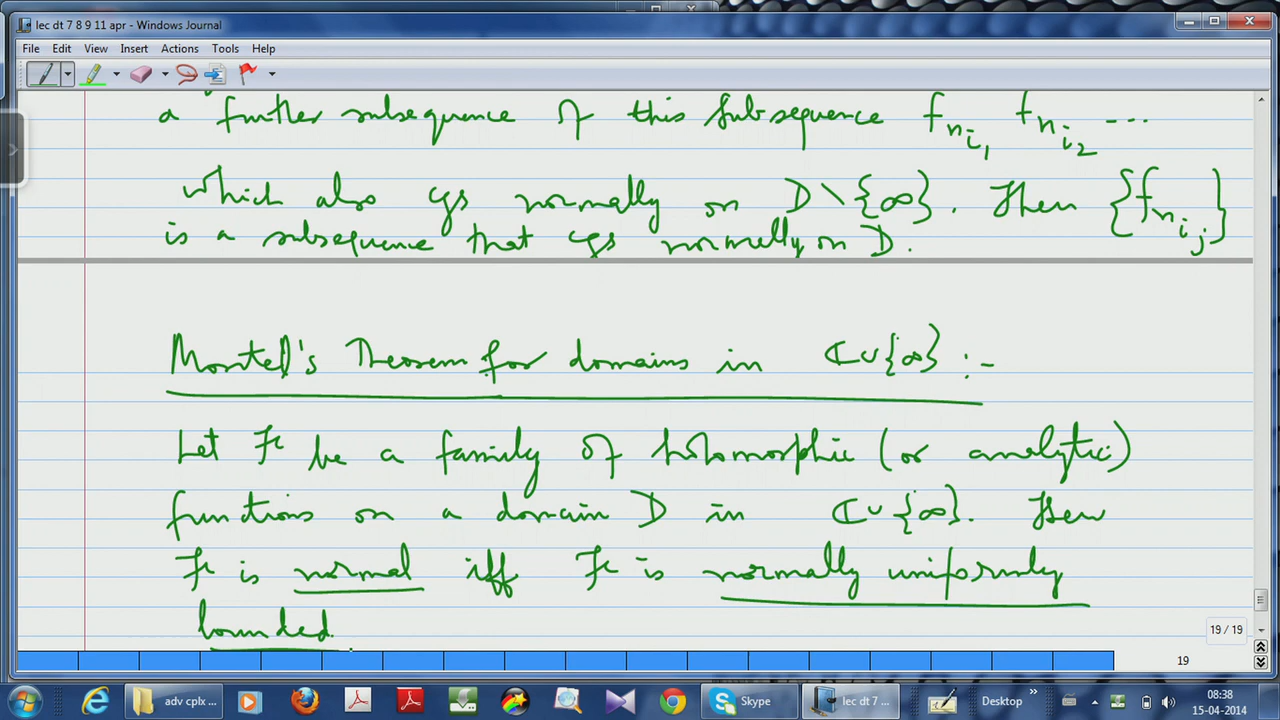 lec dt 7 8 9 11 apr - Windows Journal
File Edit View Insert Actions Tools Help
a further subsequence of this subsequence f_{n_{i_1}} f_{n_{i_2}} ...
which also cgs normally on D \ {∞}. Then {f_{n_{i_j}}}
is a subsequence that cgs normally on D.
Montel's Theorem for domains in ℂ∪{∞} :-
Let ℱ be a family of holomorphic (or analytic)
functions on a domain D in ℂ∪{∞}. Then
ℱ is normal iff ℱ is normally uniformly
bounded.
19 / 19
19
adv cplx ...
Skype
lec dt 7 ...
Desktop
08:38
15-04-2014